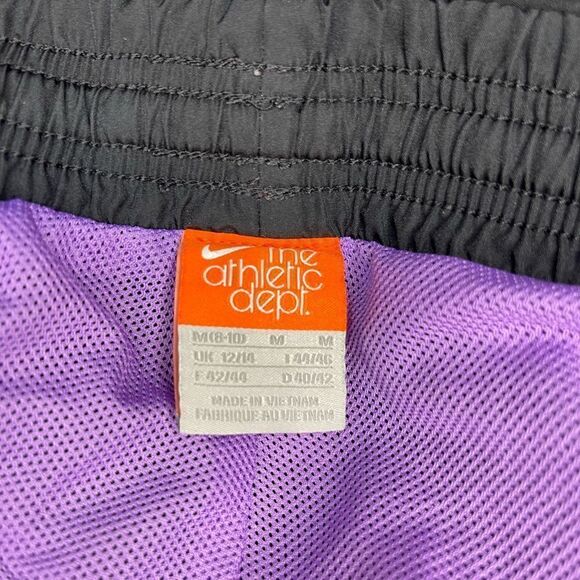 the
athletic
dept.
M(8-10) M M
UK 12/14 I 44/46
F 42/44 D 40/42
MADE IN VIETNAM
FABRIQUE AU VIETNAM